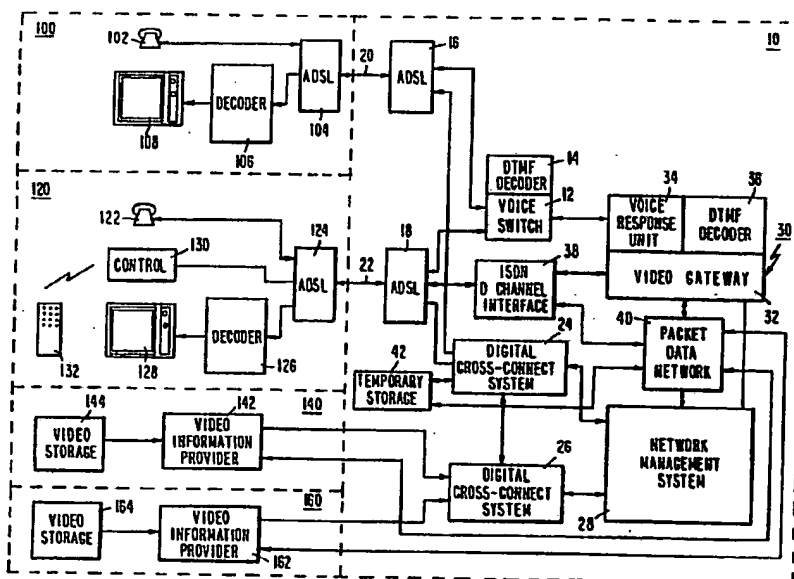 100
102
108
DECODER
106
ADSL
104
20
16
ADSL
10
120
122
CONTROL
130
132
128
DECODER
126
ADSL
124
22
18
ADSL
14
DTMF
DECODER
12
VOICE
SWITCH
34
VOICE
RESPONSE
UNIT
36
DTMF
DECODER
30
VIDEO GATEWAY
32
38
ISDN
D CHANNEL
INTERFACE
24
DIGITAL
CROSS-CONNECT
SYSTEM
40
PACKET
DATA
NETWORK
42
TEMPORARY
STORAGE
26
DIGITAL
CROSS-CONNECT
SYSTEM
NETWORK
MANAGEMENT
SYSTEM
28
140
144
VIDEO
STORAGE
142
VIDEO
INFORMATION
PROVIDER
160
164
VIDEO
STORAGE
VIDEO
INFORMATION
PROVIDER
162